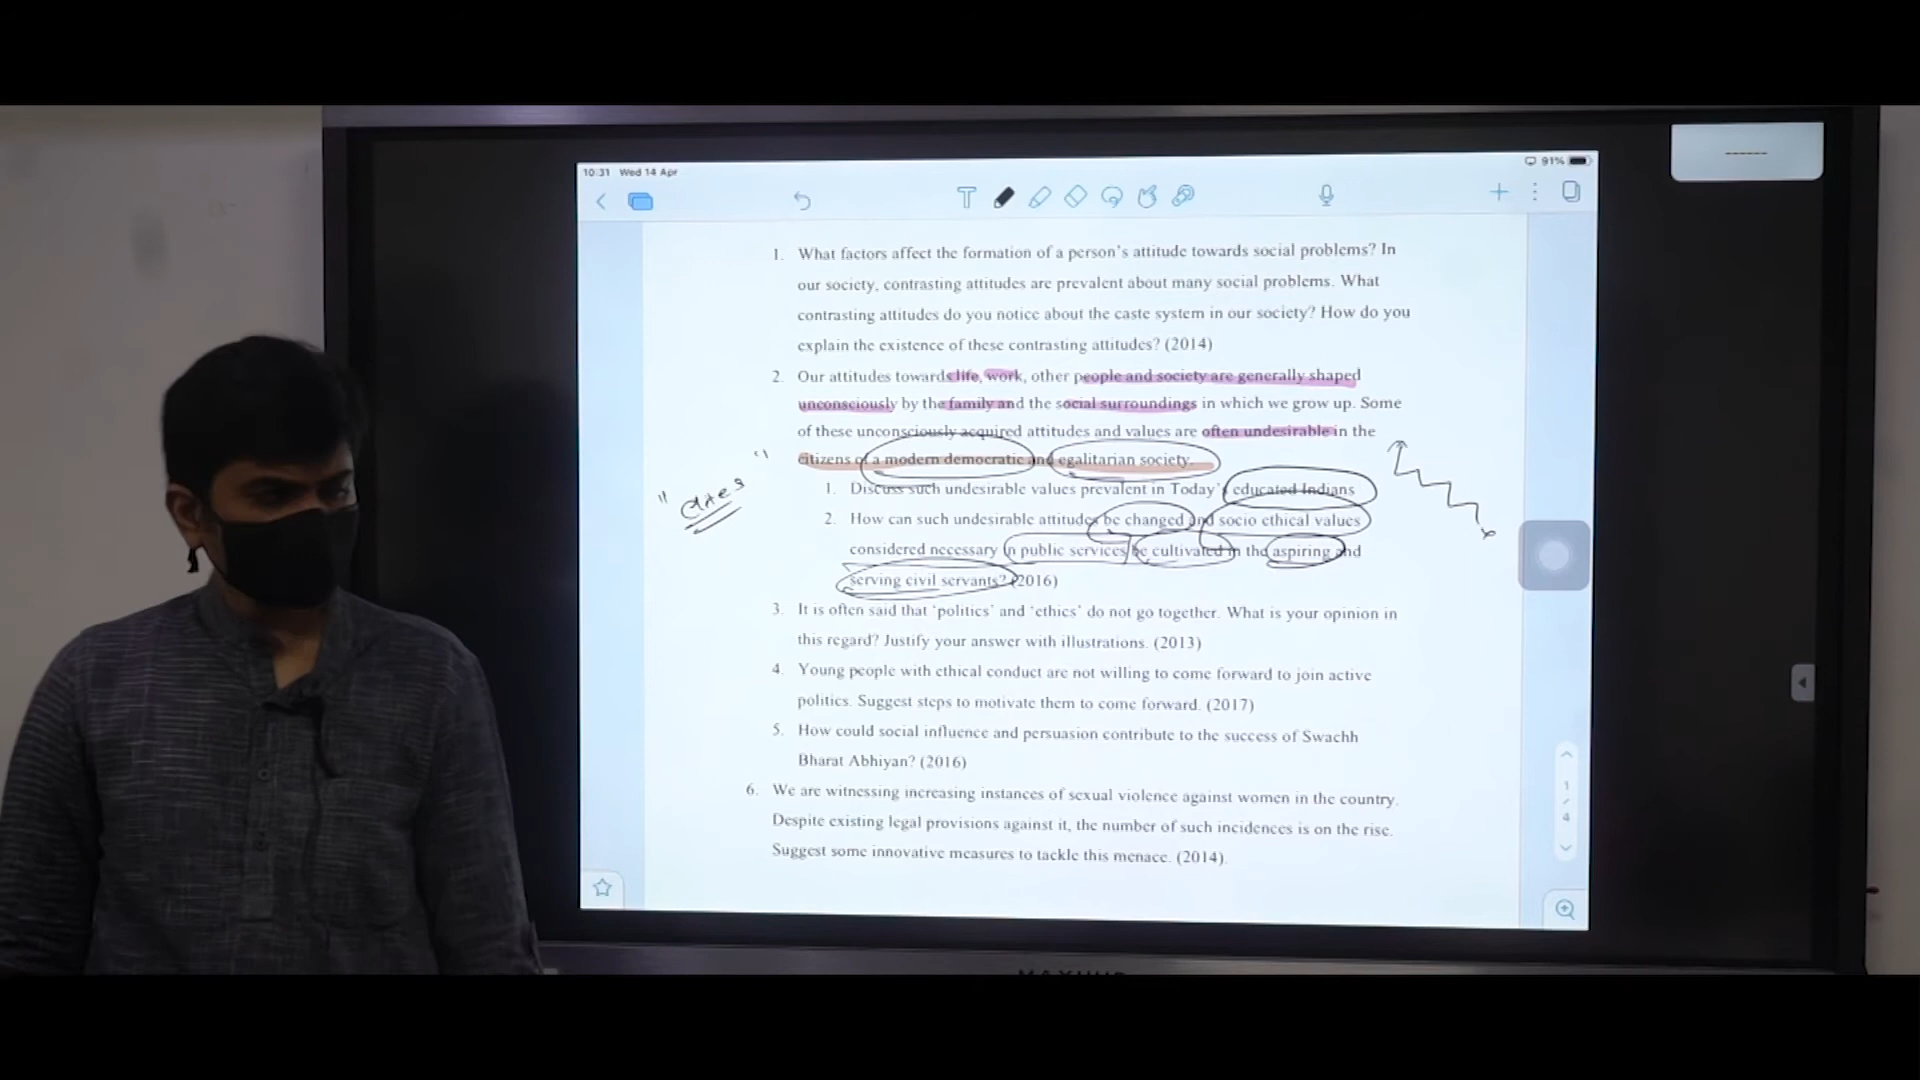 10:31 Wed 14 Apr
91%
1. What factors affect the formation of a person's attitude towards social problems? In
our society, contrasting attitudes are prevalent about many social problems. What
contrasting attitudes do you notice about the caste system in our society? How do you
explain the existence of these contrasting attitudes? (2014)
2. Our attitudes towards life, work, other people and society are generally shaped
unconsciously by the family and the social surroundings in which we grow up. Some
of these unconsciously acquired attitudes and values are often undesirable in the
citizens of a modern democratic and egalitarian society.
1. Discuss such undesirable values prevalent in Today's educated Indians
2. How can such undesirable attitudes be changed and socio ethical values
considered necessary in public services be cultivated in the aspiring and
serving civil servants? (2016)
3. It is often said that ‘politics’ and ‘ethics’ do not go together. What is your opinion in
this regard? Justify your answer with illustrations. (2013)
4. Young people with ethical conduct are not willing to come forward to join active
politics. Suggest steps to motivate them to come forward. (2017)
5. How could social influence and persuasion contribute to the success of Swachh
Bharat Abhiyan? (2016)
6. We are witnessing increasing instances of sexual violence against women in the country.
Despite existing legal provisions against it, the number of such incidences is on the rise.
Suggest some innovative measures to tackle this menace. (2014).
1
/
4